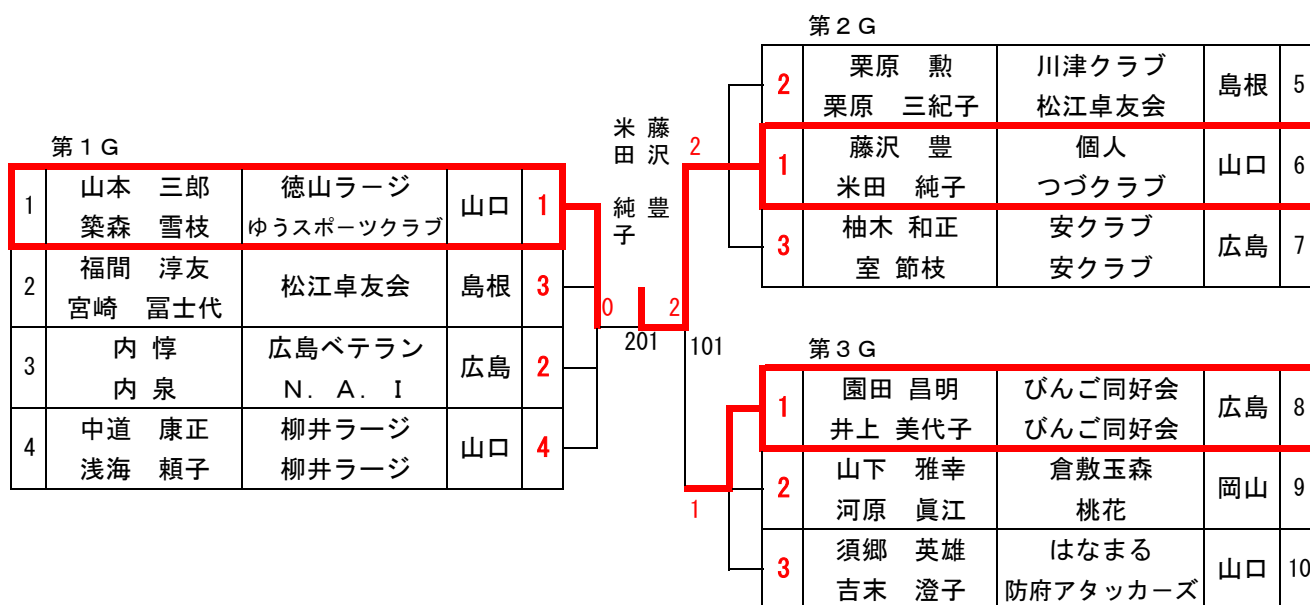 第1G
1 山本 三郎 徳山ラージ 山口 1
築森 雪枝 ゆうスポーツクラブ
2 福間 淳友 松江卓友会 島根 3
宮崎 冨士代
3 内 惇 広島ベテラン 広島 2
内 泉 N. A. I
4 中道 康正 柳井ラージ 山口 4
浅海 頼子 柳井ラージ
藤沢 豊
米田 純子
2
0
2
201
101
1
第2G
2 栗原 勲 川津クラブ 島根 5
栗原 三紀子 松江卓友会
1 藤沢 豊 個人 山口 6
米田 純子 つづクラブ
3 柚木 和正 安クラブ 広島 7
室 節枝 安クラブ
第3G
1 園田 昌明 びんご同好会 広島 8
井上 美代子 びんご同好会
2 山下 雅幸 倉敷玉森 岡山 9
河原 眞江 桃花
3 須郷 英雄 はなまる 山口 10
吉末 澄子 防府アタッカーズ